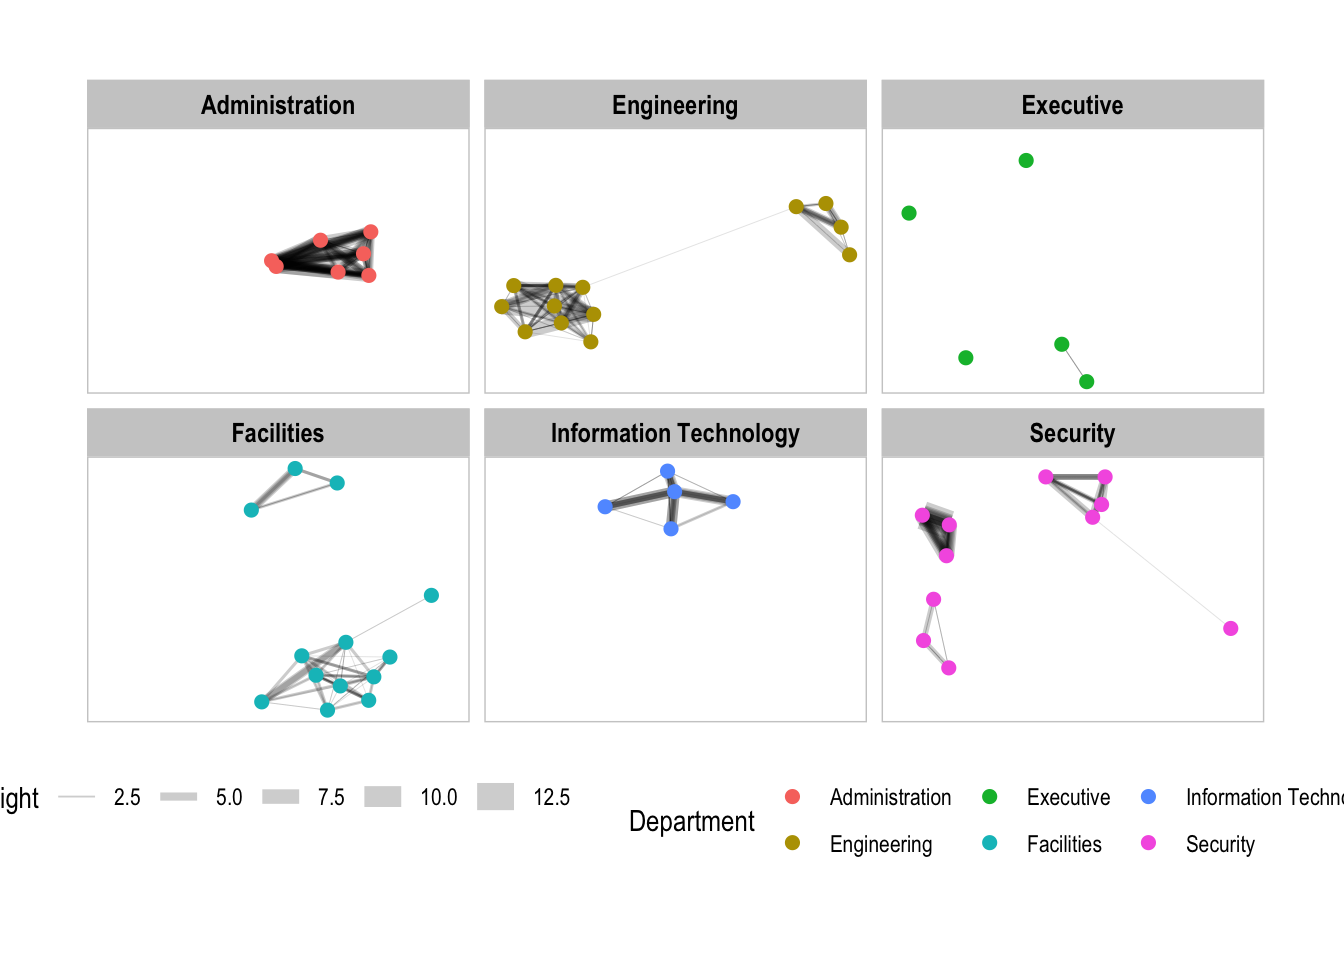 Administration
Engineering
Executive
Facilities
Information Technology
Security
2.5 5.0 7.5 10.0 12.5
Department
Administration Executive Information
Engineering Facilities Security